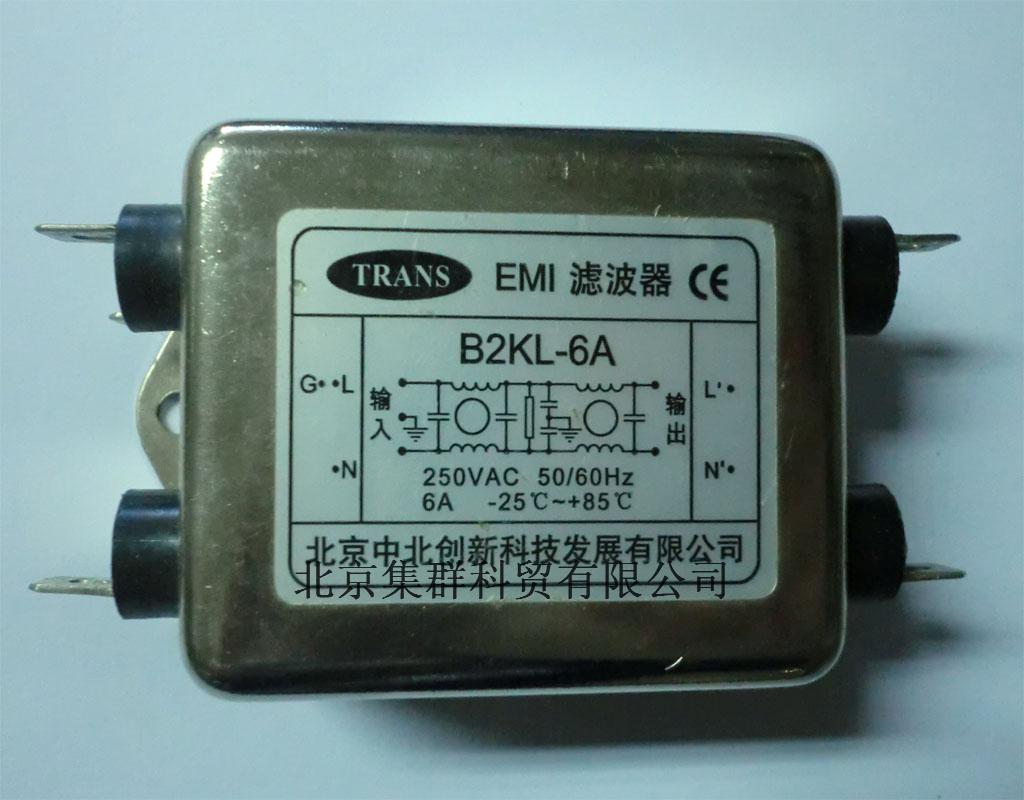 TRANS EMI 滤波器 CE
B2KL-6A
G• •L
输入
输出
L'•
•N
N'•
250VAC 50/60Hz
6A -25℃~+85℃
北京中北创新科技发展有限公司
北京集群科贸有限公司